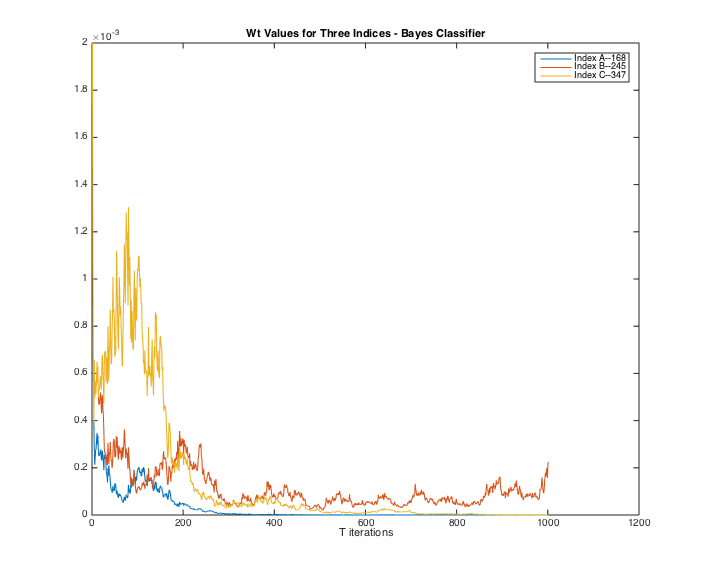 Wt Values for Three Indices - Bayes Classifier
×10-3
2
1.8
1.6
1.4
1.2
1
0.8
0.6
0.4
0.2
0
Index A--168
Index B--245
Index C--347
0 200 400 600 800 1000 1200
T iterations